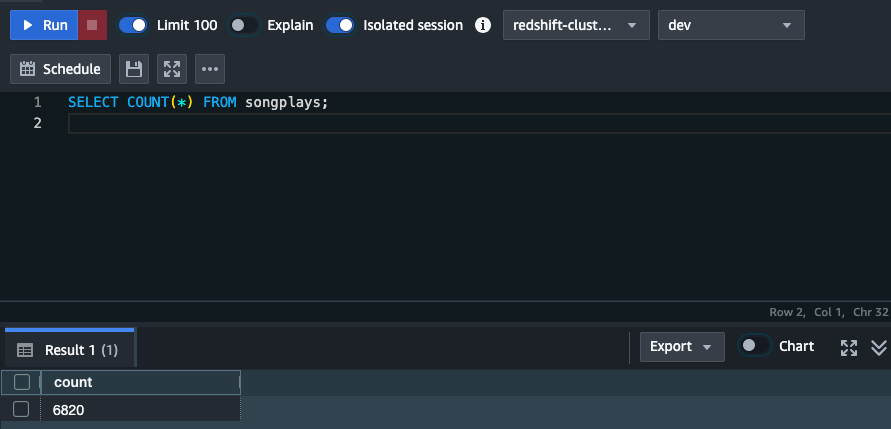 Run Limit 100 Explain Isolated session redshift-clust... dev
Schedule
1 SELECT COUNT(*) FROM songplays;
2
Row 2, Col 1, Chr 32
Result 1 (1) Export Chart
count
6820